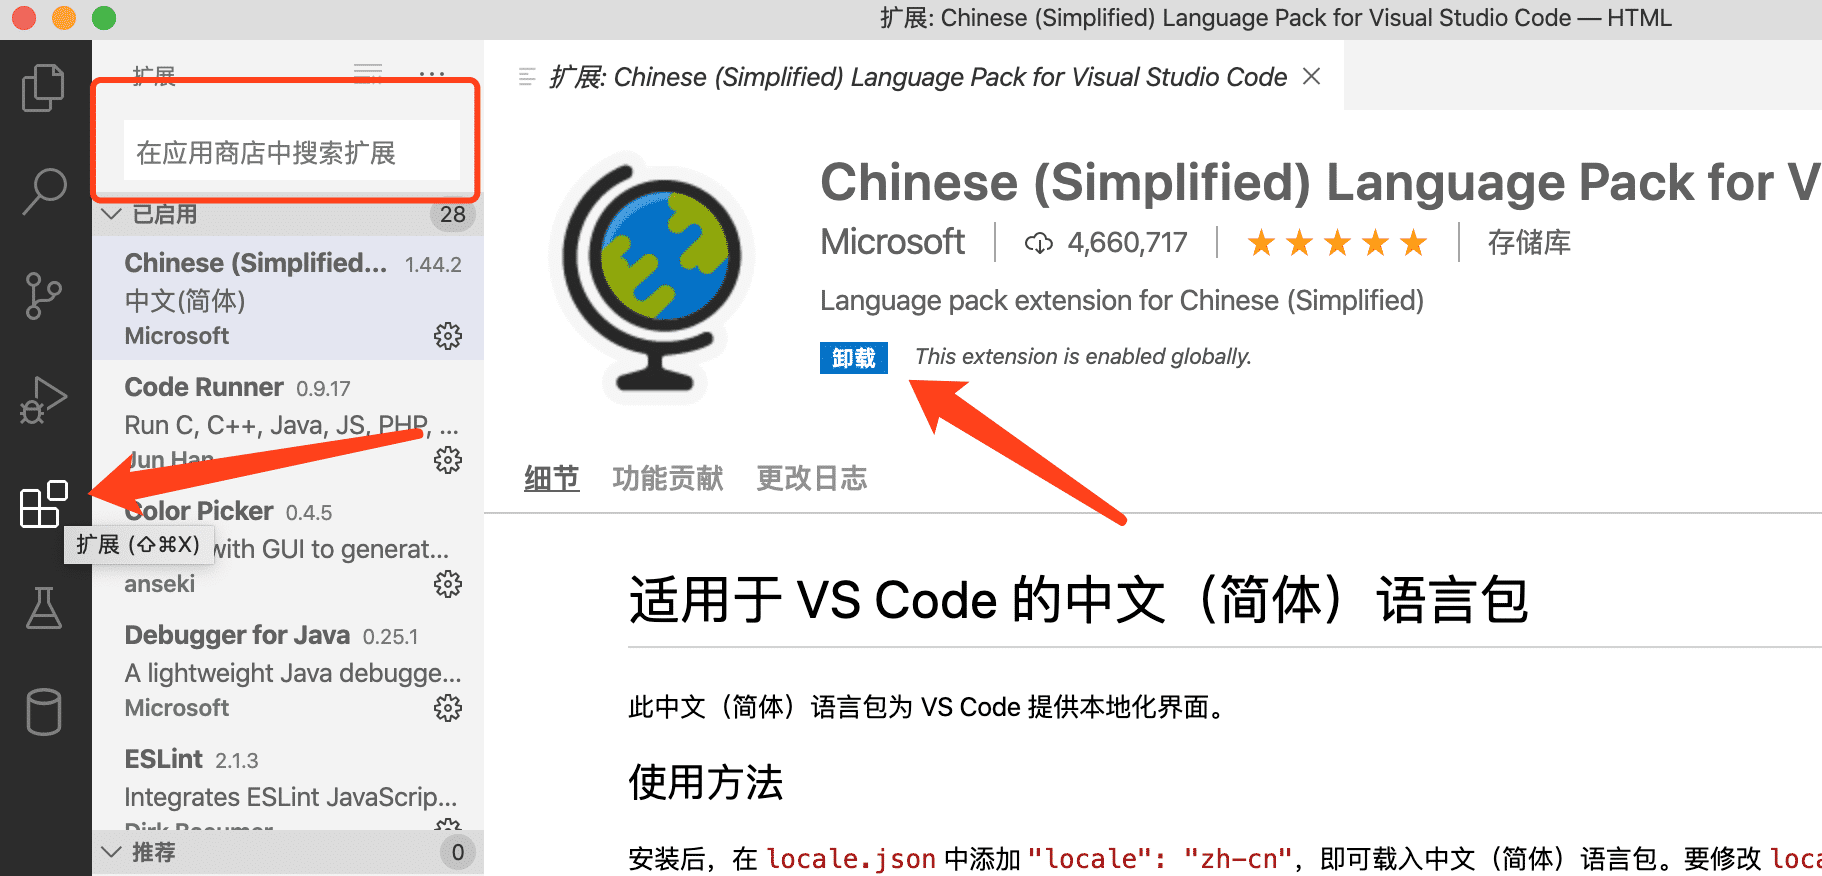 扩展: Chinese (Simplified) Language Pack for Visual Studio Code — HTML
扩展
在应用商店中搜索扩展
已启用 28
Chinese (Simplified... 1.44.2
中文(简体)
Microsoft
Code Runner 0.9.17
Run C, C++, Java, JS, PHP, ...
Jun Han
Color Picker 0.4.5
扩展 (⇧⌘X)
with GUI to generat...
anseki
Debugger for Java 0.25.1
A lightweight Java debugge...
Microsoft
ESLint 2.1.3
Integrates ESLint JavaScrip...
Dirk Baeumer
推荐 0
扩展: Chinese (Simplified) Language Pack for Visual Studio Code
Chinese (Simplified) Language Pack for V
Microsoft 4,660,717 ★★★★★ 存储库
Language pack extension for Chinese (Simplified)
卸载 This extension is enabled globally.
细节 功能贡献 更改日志
适用于 VS Code 的中文（简体）语言包
此中文（简体）语言包为 VS Code 提供本地化界面。
使用方法
安装后，在 locale.json 中添加 "locale": "zh-cn"，即可载入中文（简体）语言包。要修改 loca